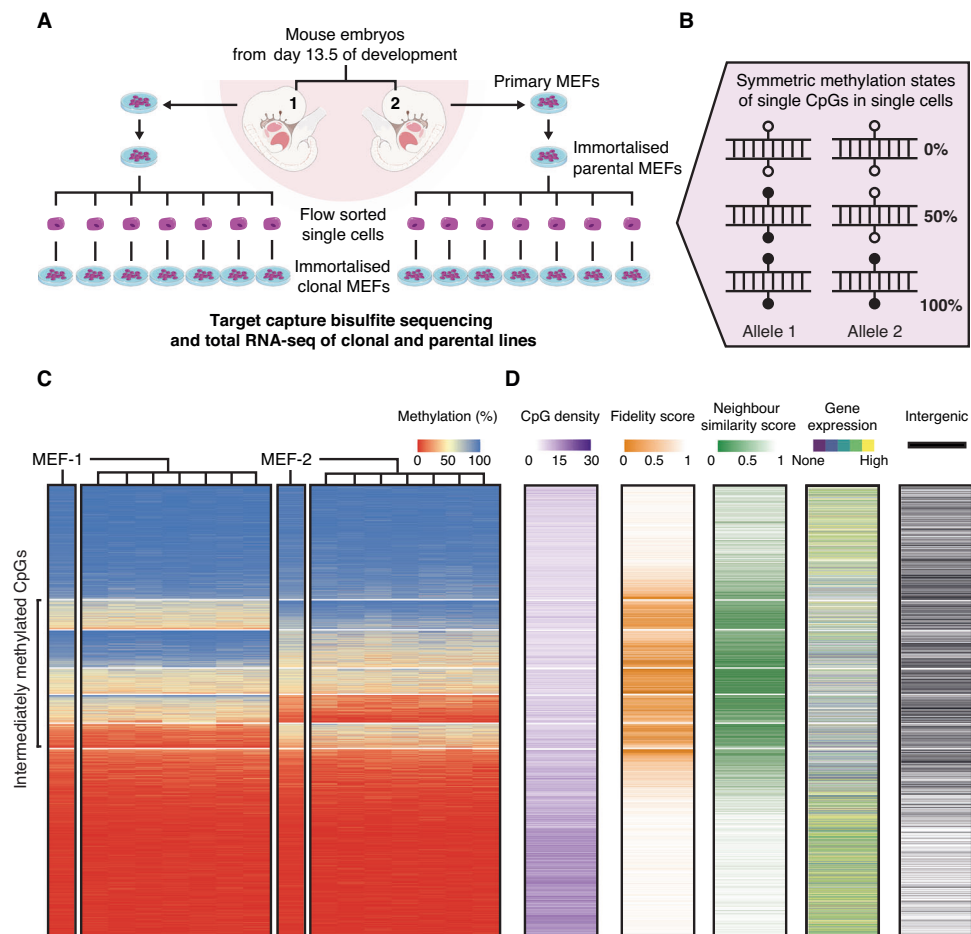 A
Mouse embryos
from day 13.5 of development
1
2
Primary MEFs
Immortalised
parental MEFs
Flow sorted
single cells
Immortalised
clonal MEFs
Target capture bisulfite sequencing
and total RNA-seq of clonal and parental lines
B
Symmetric methylation states
of single CpGs in single cells
0%
50%
100%
Allele 1
Allele 2
C
Methylation (%)
0 50 100
MEF-1
MEF-2
Intermediately methylated CpGs
D
CpG density
0 15 30
Fidelity score
0 0.5 1
Neighbour
similarity score
0 0.5 1
Gene
expression
None High
Intergenic